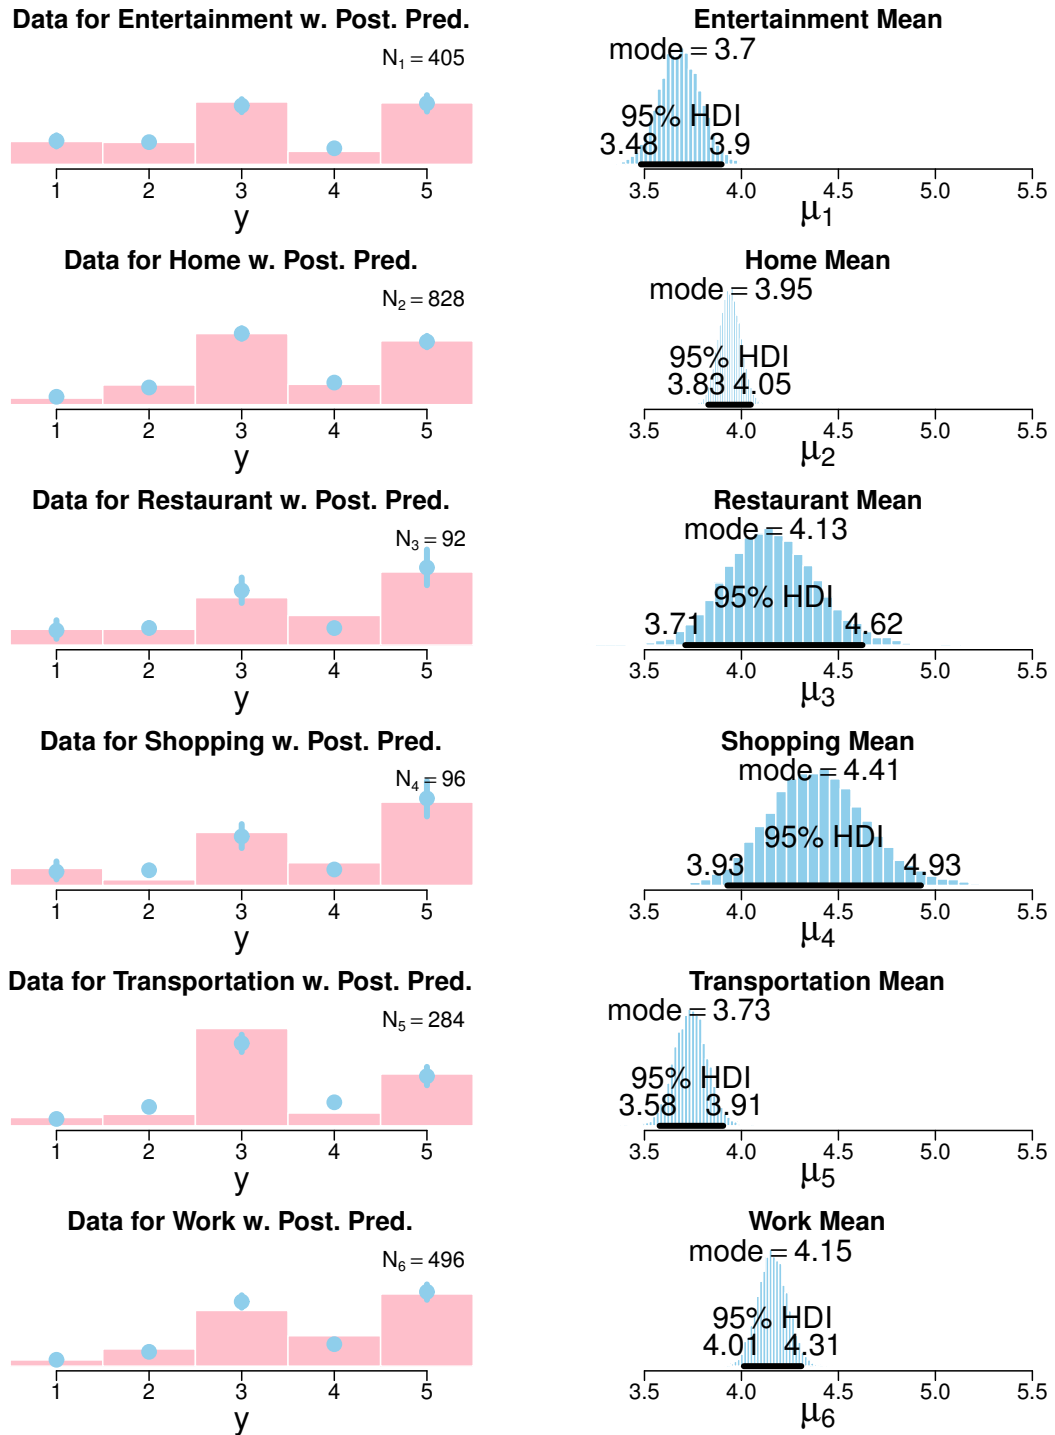 Data for Entertainment w. Post. Pred.
N1 = 405
1 2 3 4 5
y
Entertainment Mean
mode = 3.7
95% HDI
3.48 3.9
3.5 4.0 4.5 5.0 5.5
μ1
Data for Home w. Post. Pred.
N2 = 828
1 2 3 4 5
y
Home Mean
mode = 3.95
95% HDI
3.83 4.05
3.5 4.0 4.5 5.0 5.5
μ2
Data for Restaurant w. Post. Pred.
N3 = 92
1 2 3 4 5
y
Restaurant Mean
mode = 4.13
95% HDI
3.71 4.62
3.5 4.0 4.5 5.0 5.5
μ3
Data for Shopping w. Post. Pred.
N4 = 96
1 2 3 4 5
y
Shopping Mean
mode = 4.41
95% HDI
3.93 4.93
3.5 4.0 4.5 5.0 5.5
μ4
Data for Transportation w. Post. Pred.
N5 = 284
1 2 3 4 5
y
Transportation Mean
mode = 3.73
95% HDI
3.58 3.91
3.5 4.0 4.5 5.0 5.5
μ5
Data for Work w. Post. Pred.
N6 = 496
1 2 3 4 5
y
Work Mean
mode = 4.15
95% HDI
4.01 4.31
3.5 4.0 4.5 5.0 5.5
μ6